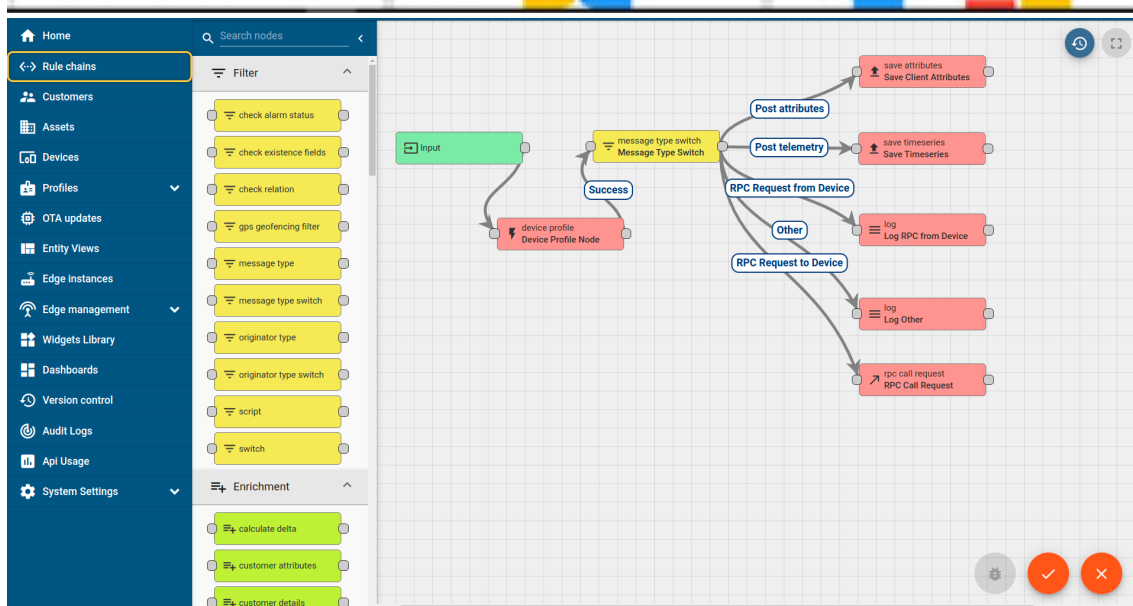 Home
Rule chains
Customers
Assets
Devices
Profiles
OTA updates
Entity Views
Edge instances
Edge management
Widgets Library
Dashboards
Version control
Audit Logs
Api Usage
System Settings
Search nodes
Filter
check alarm status
check existence fields
check relation
gps geofencing filter
message type
message type switch
originator type
originator type switch
script
switch
Enrichment
calculate delta
customer attributes
customer details
Input
device profile
Device Profile Node
Success
message type switch
Message Type Switch
Post attributes
Post telemetry
RPC Request from Device
Other
RPC Request to Device
save attributes
Save Client Attributes
save timeseries
Save Timeseries
log
Log RPC from Device
log
Log Other
rpc call request
RPC Call Request